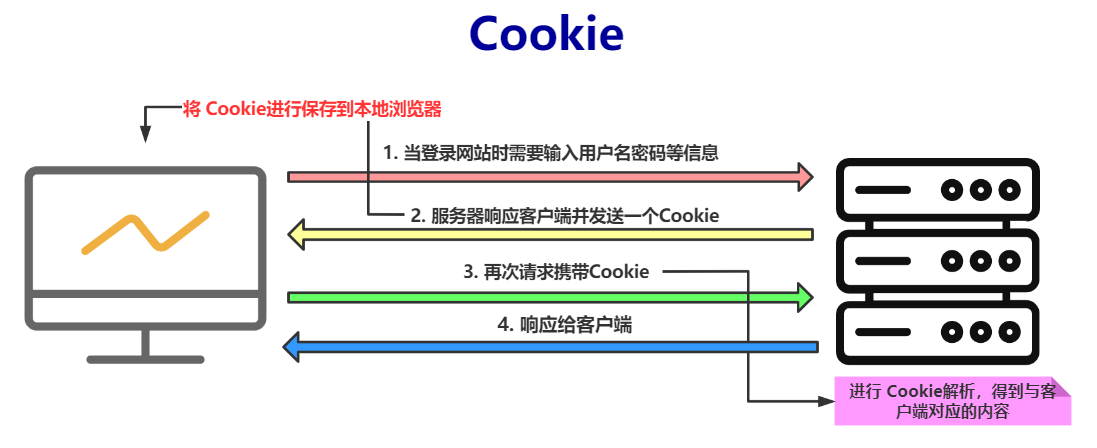 Cookie
将 Cookie进行保存到本地浏览器
1. 当登录网站时需要输入用户名密码等信息
2. 服务器响应客户端并发送一个Cookie
3. 再次请求携带Cookie
4. 响应给客户端
进行 Cookie解析，得到与客
户端对应的内容